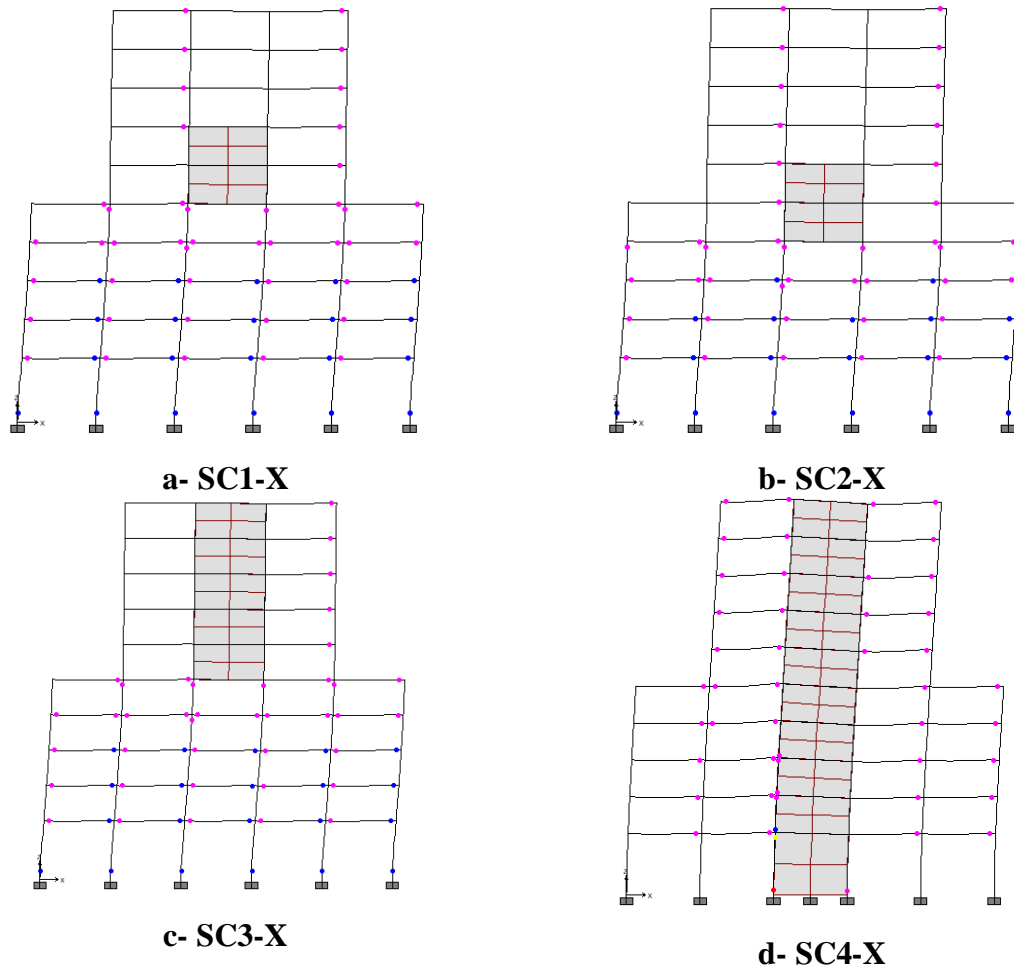 z
x
z
x
a- SC1-X
b- SC2-X
z
x
z
x
c- SC3-X
d- SC4-X